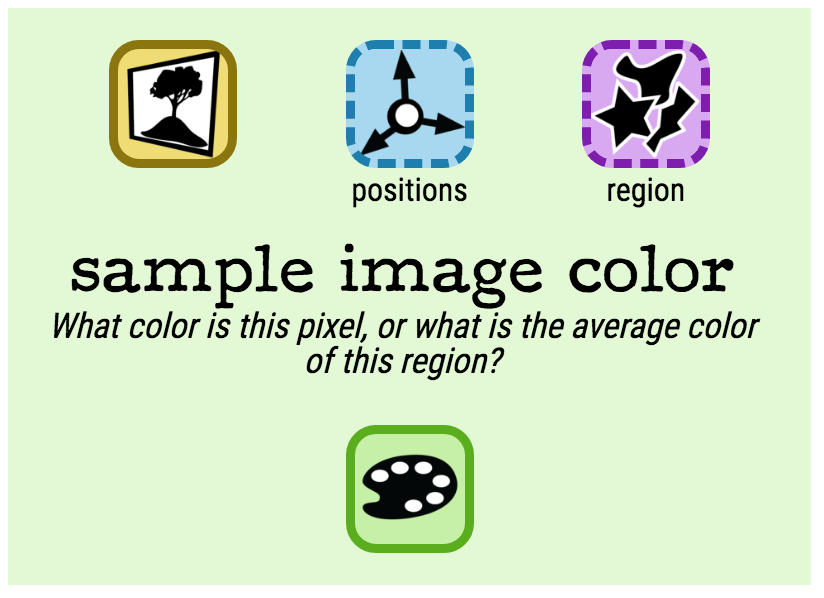 positions
region
sample image color
What color is this pixel, or what is the average color
of this region?